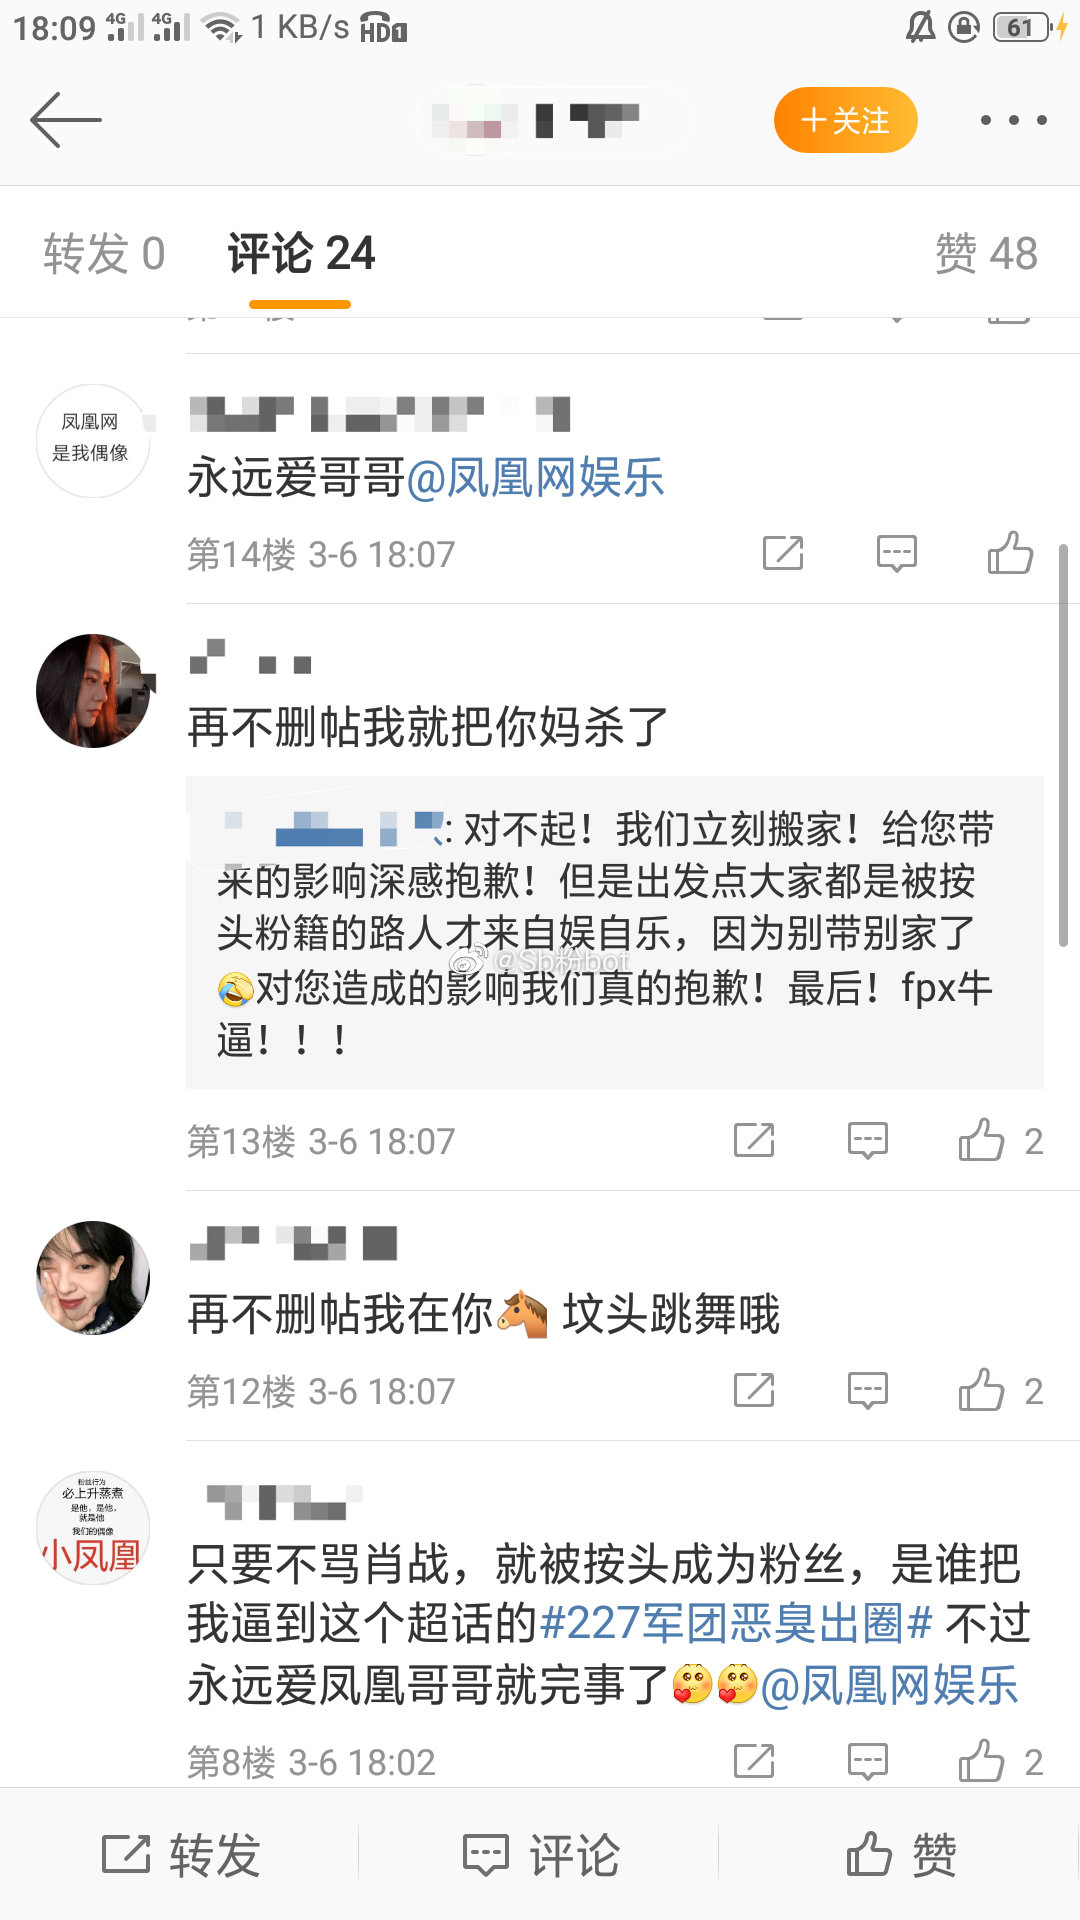 18:09 4G 4G 1 KB/s HD1 61
+关注
转发 0 评论 24 赞 48
凤凰网
是我偶像
永远爱哥哥@凤凰网娱乐
第14楼 3-6 18:07
再不删帖我就把你妈杀了
: 对不起！我们立刻搬家！给您带
来的影响深感抱歉！但是出发点大家都是被按
头粉籍的路人才来自娱自乐，因为别带别家了
@Sb粉bot
🤣对您造成的影响我们真的抱歉！最后！fpx牛
逼！！！
第13楼 3-6 18:07 2
再不删帖我在你🐴 坟头跳舞哦
第12楼 3-6 18:07 2
粉丝行为
必上升蒸煮
是他，是他，
就是他
我们的偶像
小凤凰
只要不骂肖战，就被按头成为粉丝，是谁把
我逼到这个超话的#227军团恶臭出圈# 不过
永远爱凤凰哥哥就完事了🥰🥰@凤凰网娱乐
第8楼 3-6 18:02 2
转发 评论 赞